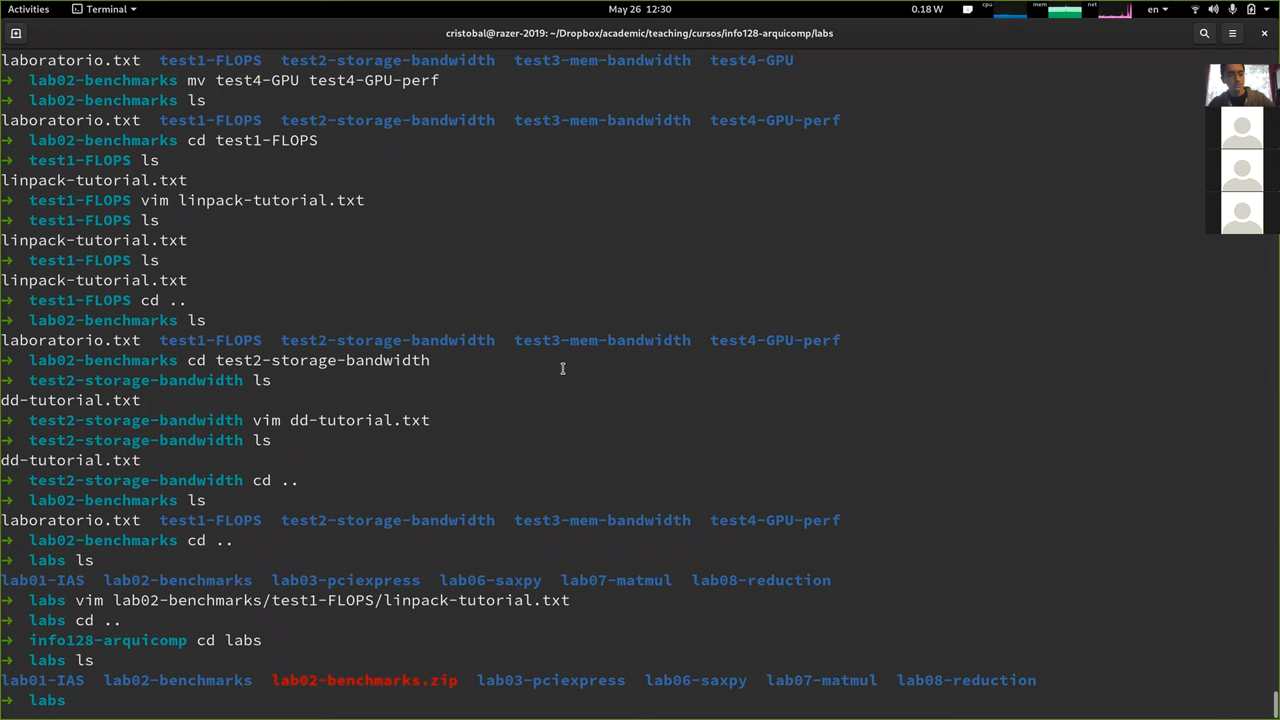 Activities Terminal May 26 12:30 0.18 W cpu mem net en
cristobal@razer-2019: ~/Dropbox/academic/teaching/cursos/info128-arquicomp/labs
laboratorio.txt test1-FLOPS test2-storage-bandwidth test3-mem-bandwidth test4-GPU
→ lab02-benchmarks mv test4-GPU test4-GPU-perf
→ lab02-benchmarks ls
laboratorio.txt test1-FLOPS test2-storage-bandwidth test3-mem-bandwidth test4-GPU-perf
→ lab02-benchmarks cd test1-FLOPS
→ test1-FLOPS ls
linpack-tutorial.txt
→ test1-FLOPS vim linpack-tutorial.txt
→ test1-FLOPS ls
linpack-tutorial.txt
→ test1-FLOPS ls
linpack-tutorial.txt
→ test1-FLOPS cd ..
→ lab02-benchmarks ls
laboratorio.txt test1-FLOPS test2-storage-bandwidth test3-mem-bandwidth test4-GPU-perf
→ lab02-benchmarks cd test2-storage-bandwidth
→ test2-storage-bandwidth ls
dd-tutorial.txt
→ test2-storage-bandwidth vim dd-tutorial.txt
→ test2-storage-bandwidth ls
dd-tutorial.txt
→ test2-storage-bandwidth cd ..
→ lab02-benchmarks ls
laboratorio.txt test1-FLOPS test2-storage-bandwidth test3-mem-bandwidth test4-GPU-perf
→ lab02-benchmarks cd ..
→ labs ls
lab01-IAS lab02-benchmarks lab03-pciexpress lab06-saxpy lab07-matmul lab08-reduction
→ labs vim lab02-benchmarks/test1-FLOPS/linpack-tutorial.txt
→ labs cd ..
→ info128-arquicomp cd labs
→ labs ls
lab01-IAS lab02-benchmarks lab02-benchmarks.zip lab03-pciexpress lab06-saxpy lab07-matmul lab08-reduction
→ labs